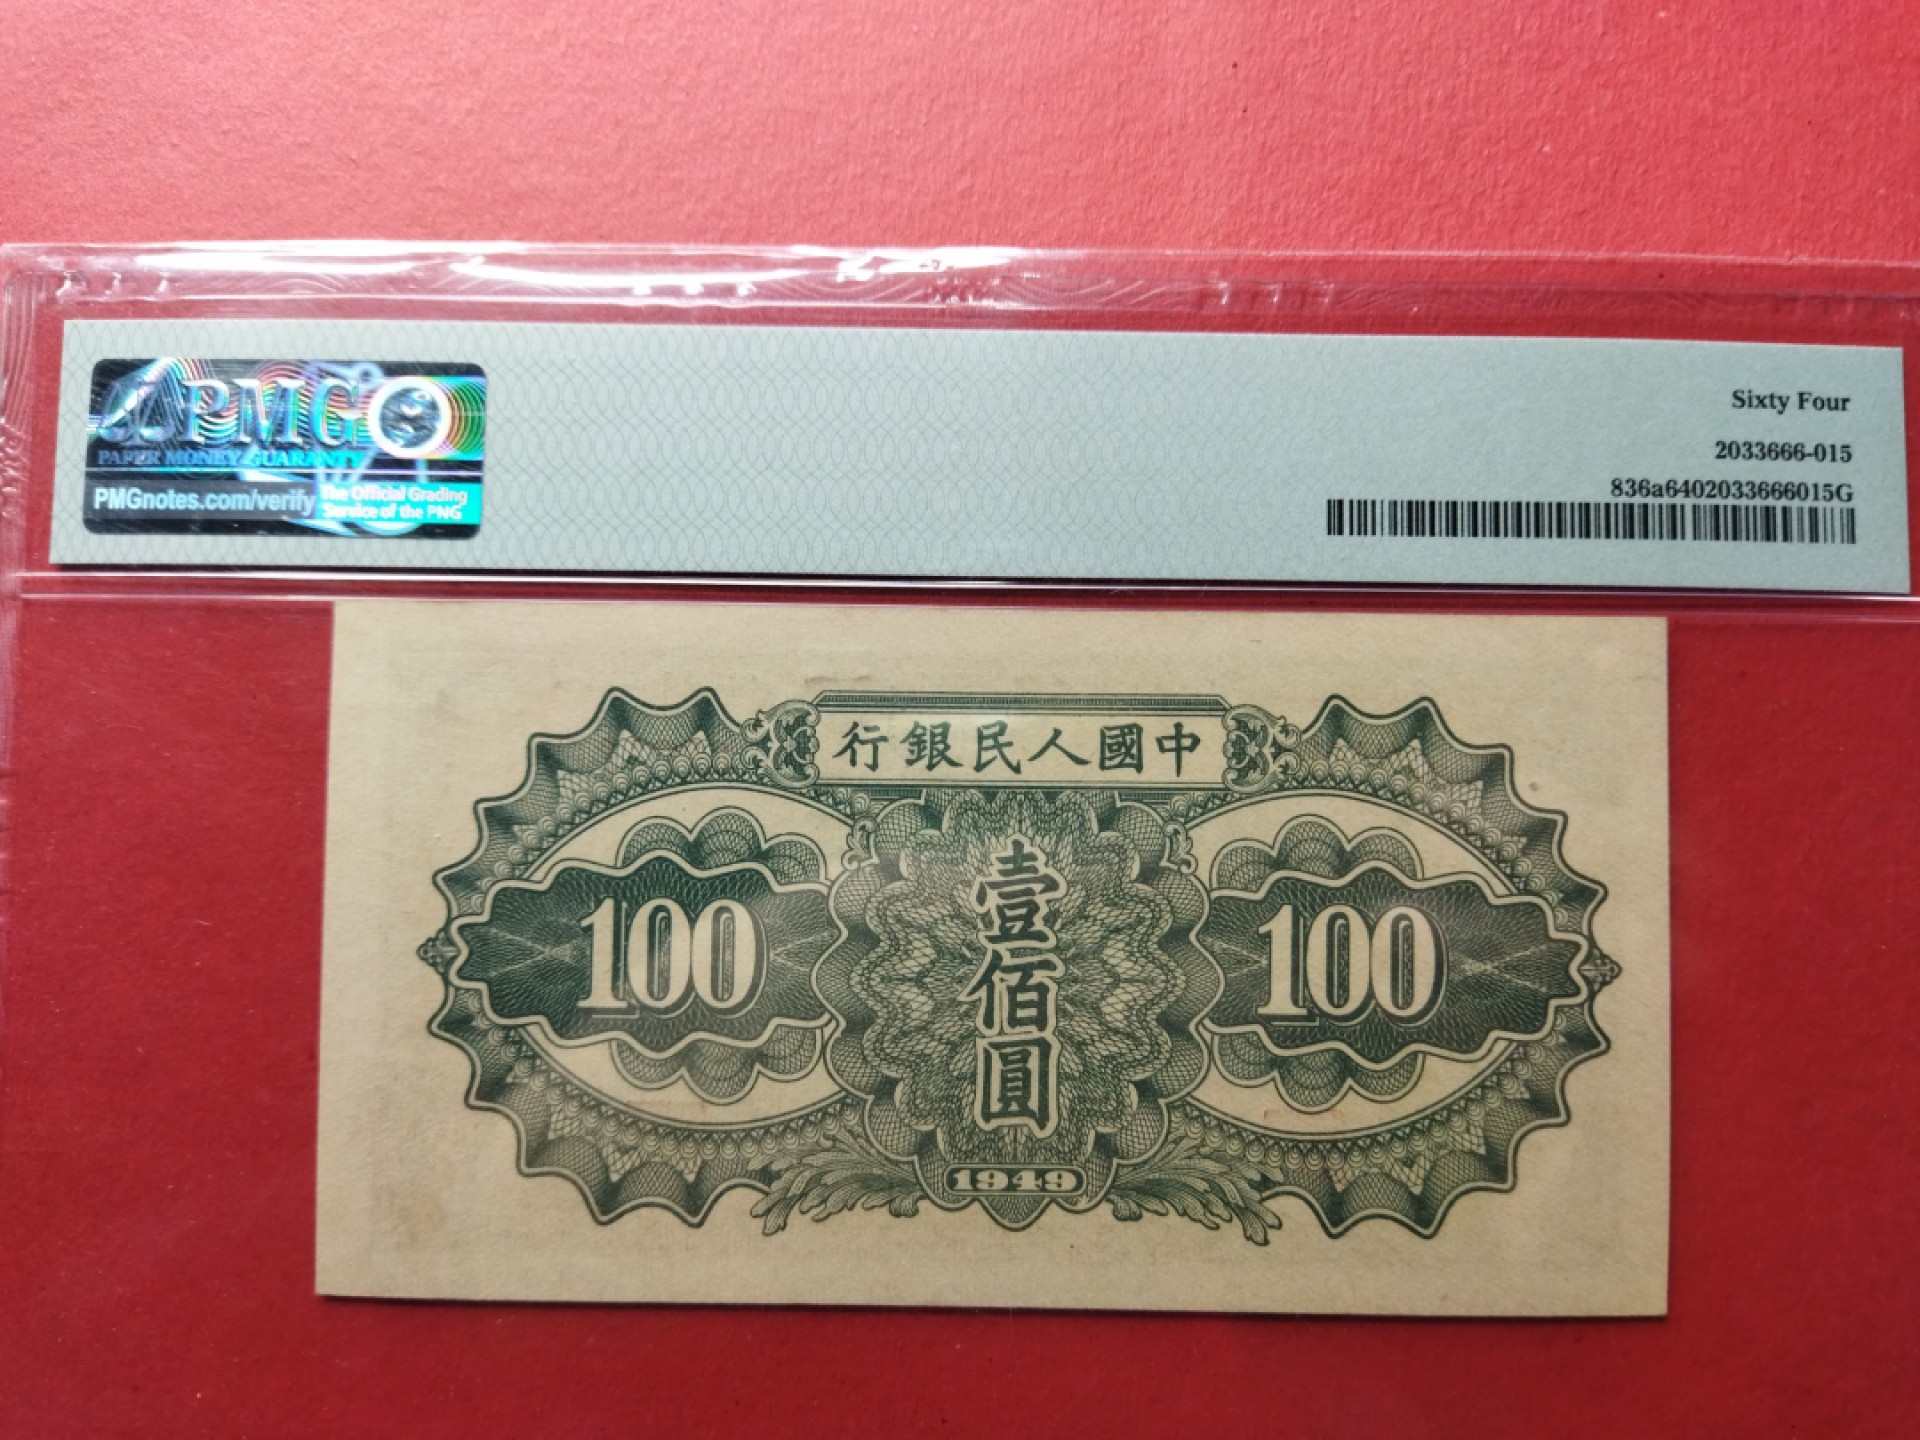 PMG
PAPER MONEY GUARANTY
PMGnotes.com/verify
The Official Grading
Service of the PNG
Sixty Four
2033666-015
836a6402033666015G
行銀民人國中
100
壹佰圓
100
1949